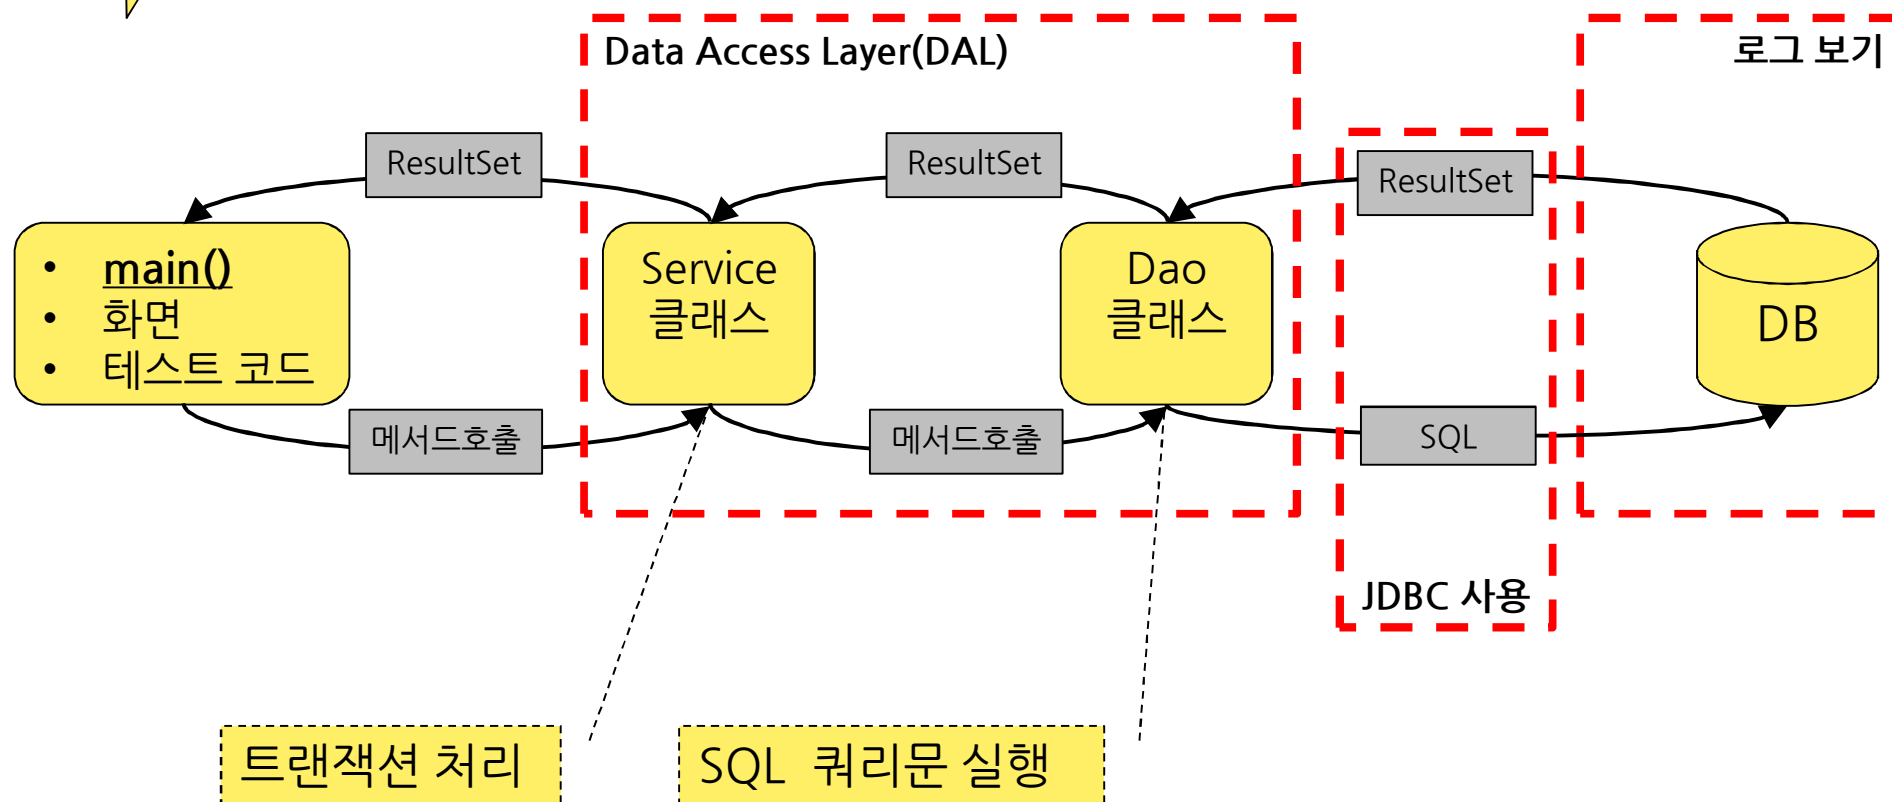 Data Access Layer(DAL)
로그 보기
ResultSet
ResultSet
ResultSet
• main()
• 화면
• 테스트 코드
Service
클래스
Dao
클래스
DB
메서드호출
메서드호출
SQL
JDBC 사용
트랜잭션 처리
SQL 쿼리문 실행